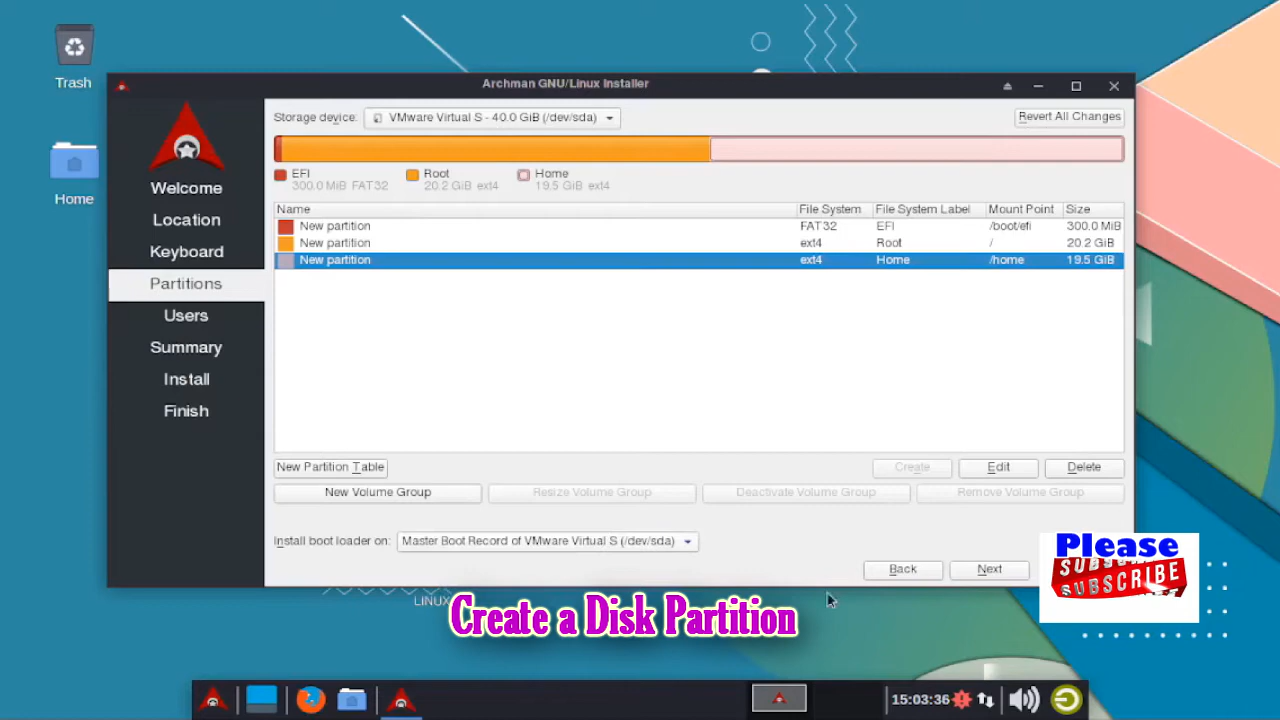 Trash
Home
Archman GNU/Linux Installer
Welcome
Location
Keyboard
Partitions
Users
Summary
Install
Finish
Storage device: VMware Virtual S - 40.0 GiB (/dev/sda) Revert All Changes
EFI Root Home
300.0 MiB FAT32 20.2 GiB ext4 19.5 GiB ext4
Name File System File System Label Mount Point Size
New partition FAT32 EFI /boot/efi 300.0 MiB
New partition ext4 Root / 20.2 GiB
New partition ext4 Home /home 19.5 GiB
New Partition Table Create Edit Delete
New Volume Group Resize Volume Group Deactivate Volume Group Remove Volume Group
Install boot loader on: Master Boot Record of VMware Virtual S (/dev/sda)
Back Next
Please
SUBSCRIBE
LINUX
Create a Disk Partition
15:03:36